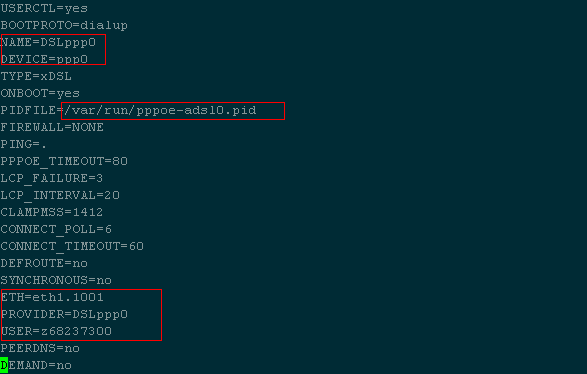 USERCTL=yes
BOOTPROTO=dialup
NAME=DSLppp0
DEVICE=ppp0
TYPE=xDSL
ONBOOT=yes
PIDFILE=/var/run/pppoe-adsl0.pid
FIREWALL=NONE
PING=.
PPPOE_TIMEOUT=80
LCP_FAILURE=3
LCP_INTERVAL=20
CLAMPMSS=1412
CONNECT_POLL=6
CONNECT_TIMEOUT=60
DEFROUTE=no
SYNCHRONOUS=no
ETH=eth1.1001
PROVIDER=DSLppp0
USER=z68237300
PEERDNS=no
DEMAND=no